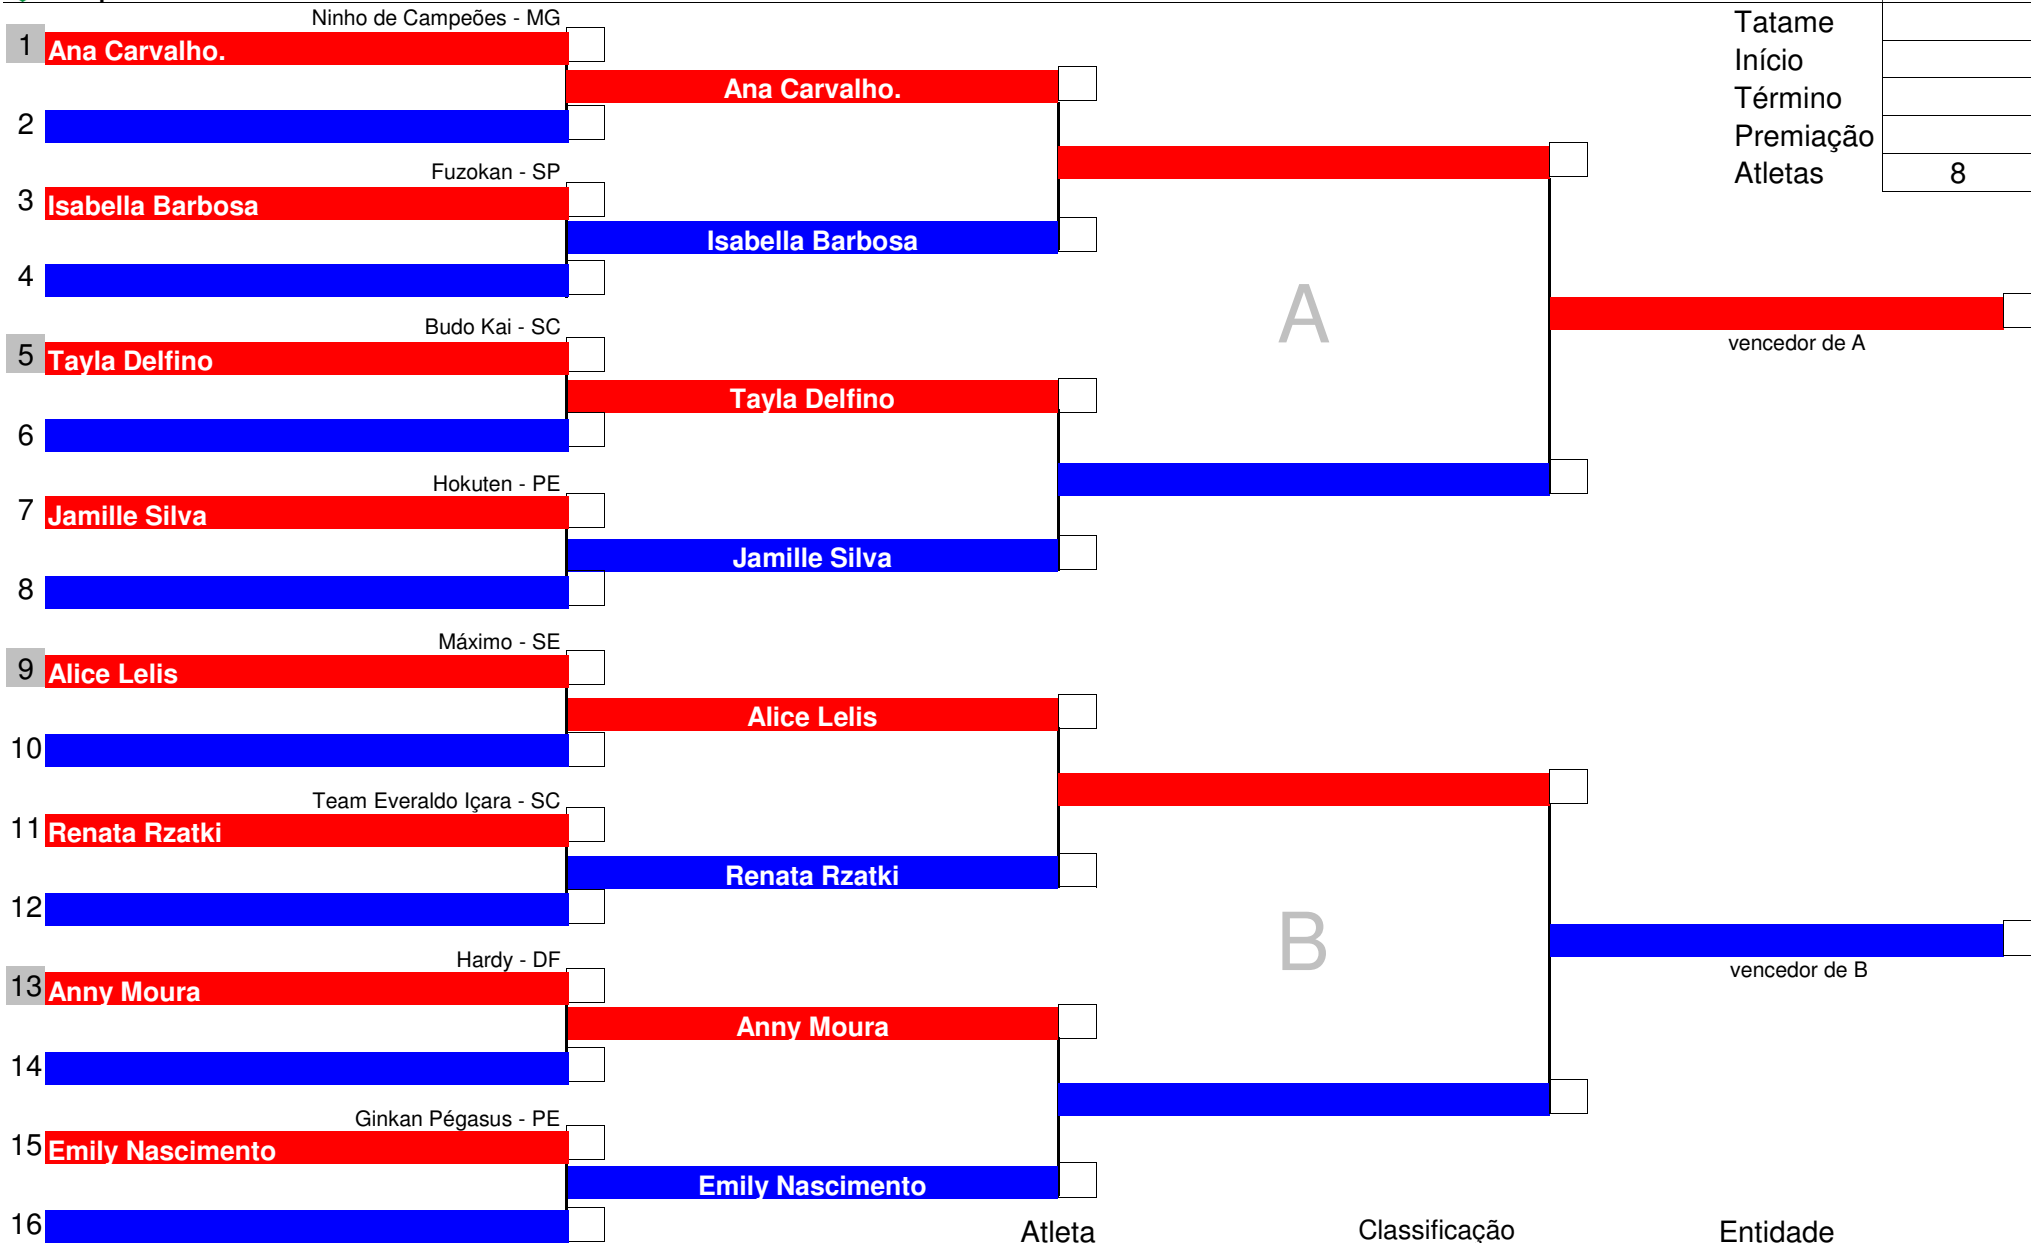 Ninho de Campeões - MG
1 Ana Carvalho.
Ana Carvalho.
2
Fuzokan - SP
3 Isabella Barbosa
Isabella Barbosa
4
Budo Kai - SC
5 Tayla Delfino
Tayla Delfino
6
Hokuten - PE
7 Jamille Silva
Jamille Silva
8
Máximo - SE
9 Alice Lelis
Alice Lelis
10
Team Everaldo Içara - SC
11 Renata Rzatki
Renata Rzatki
12
Hardy - DF
13 Anny Moura
Anny Moura
14
Ginkan Pégasus - PE
15 Emily Nascimento
Emily Nascimento
16
A
vencedor de A
B
vencedor de B
Tatame
Início
Término
Premiação
Atletas 8
Atleta Classificação Entidade